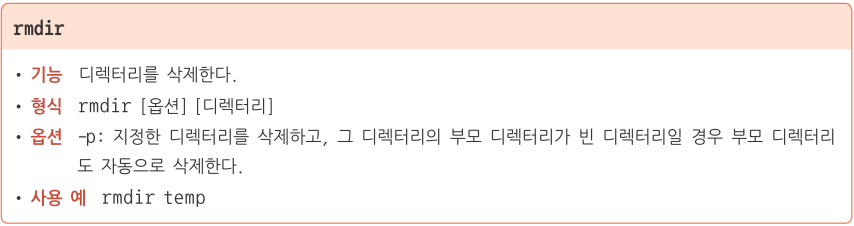 rmdir
• 기능 디렉터리를 삭제한다.
• 형식 rmdir [옵션] [디렉터리]
• 옵션 -p: 지정한 디렉터리를 삭제하고, 그 디렉터리의 부모 디렉터리가 빈 디렉터리일 경우 부모 디렉터리
도 자동으로 삭제한다.
• 사용 예 rmdir temp